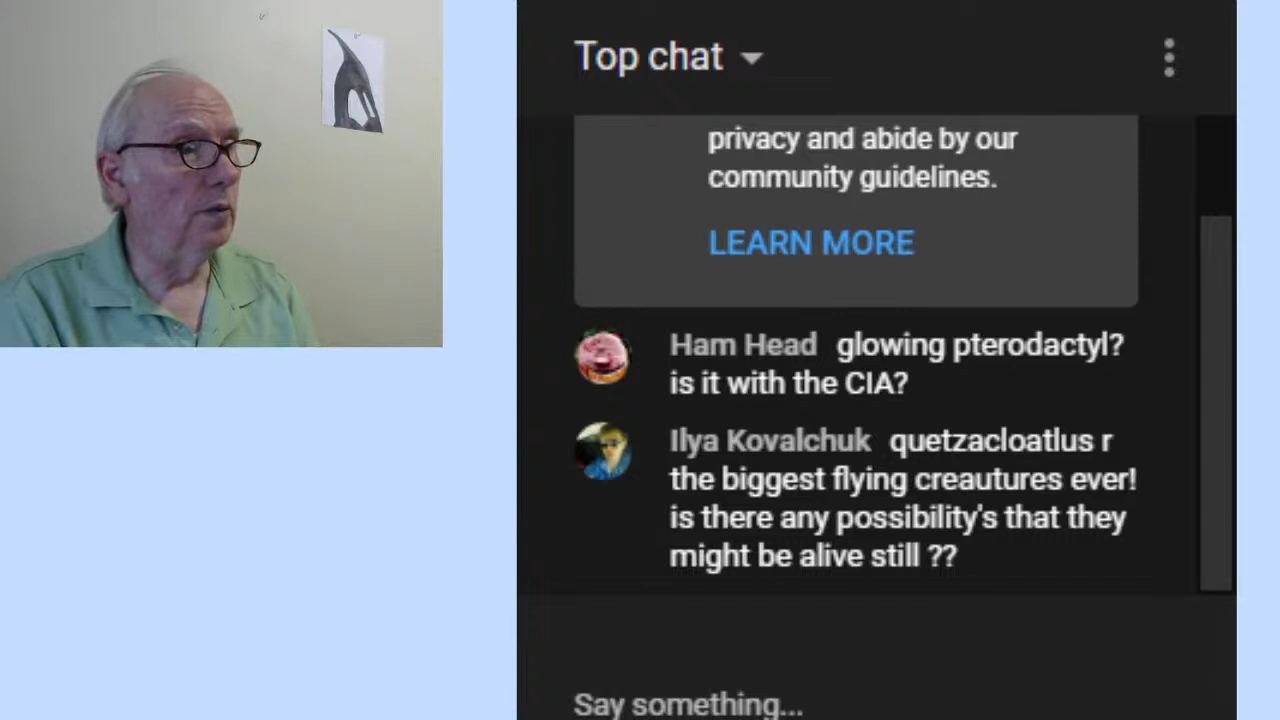 Top chat
privacy and abide by our
community guidelines.
LEARN MORE
Ham Head glowing pterodactyl?
is it with the CIA?
Ilya Kovalchuk quetzacloatlus r
the biggest flying creautures ever!
is there any possibility's that they
might be alive still ??
Say something...